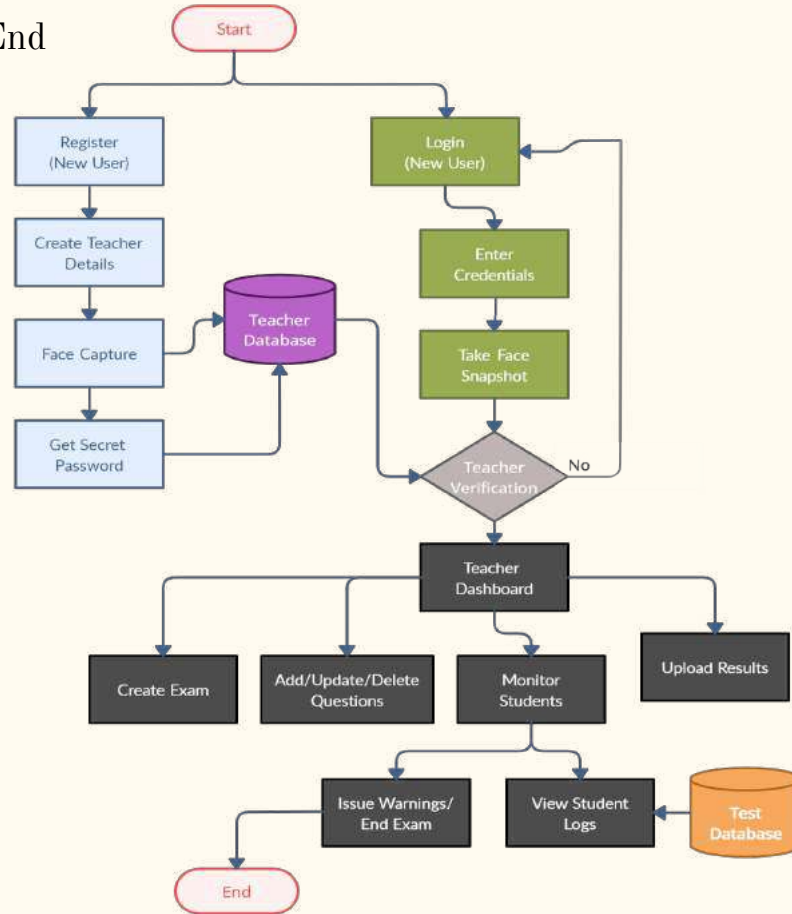 End
Start
Register
(New User)
Login
(New User)
Create Teacher
Details
Enter
Credentials
Teacher
Database
Face Capture
Take Face
Snapshot
Get Secret
Password
Teacher
Verification
No
Teacher
Dashboard
Create Exam
Add/Update/Delete
Questions
Monitor
Students
Upload Results
Issue Warnings/
End Exam
View Student
Logs
Test
Database
End